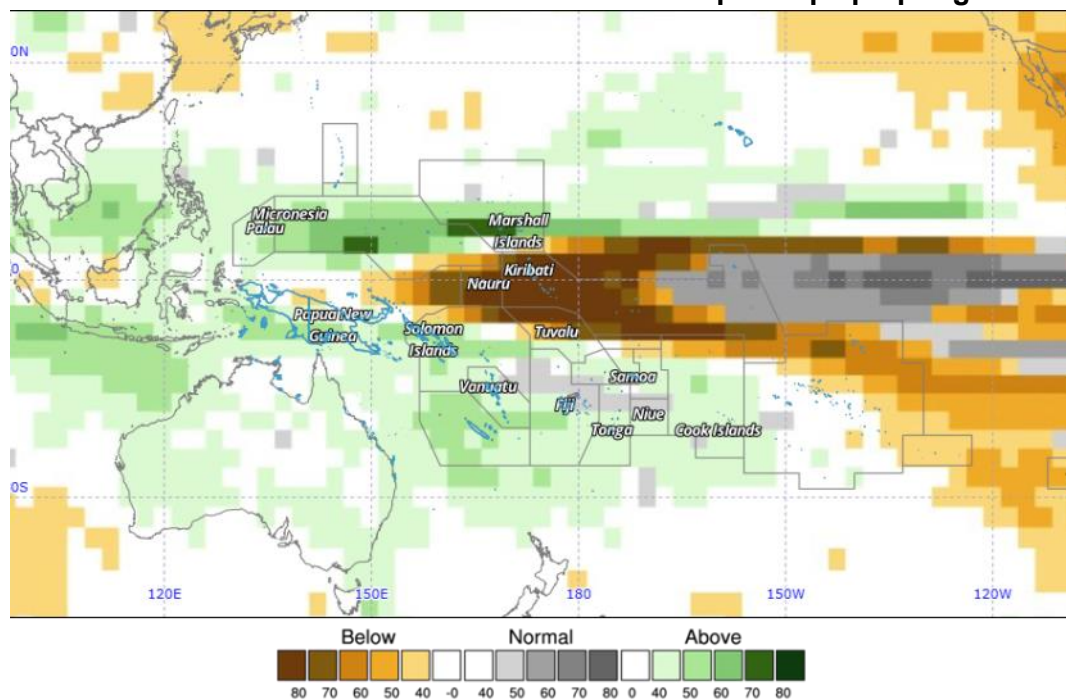 0N
Micronesia
Palau
Marshall
Islands
0
Kiribati
Nauru
Papua New
Guinea
Solomon
Islands
Tuvalu
Vanuatu
Samoa
Fiji
Niue
Tonga
Cook Islands
0S
120E 150E 180 150W 120W
Below Normal Above
80 70 60 50 40 -0 40 50 60 70 80 0 40 50 60 70 80